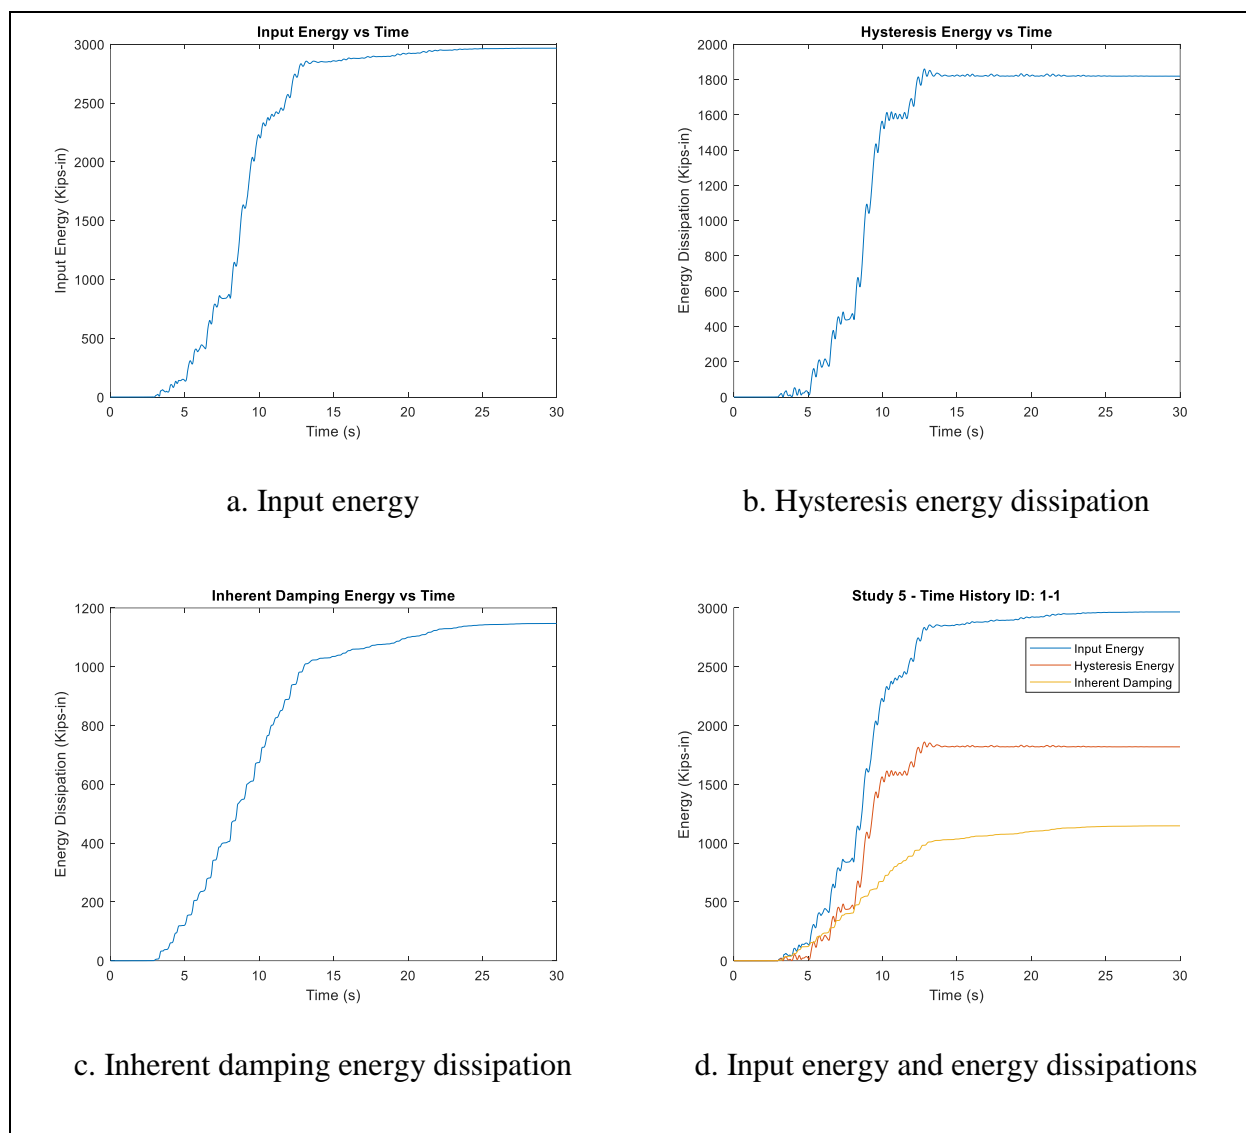 Input Energy vs Time
3000
2500
2000
1500
1000
500
0
0 5 10 15 20 25 30
Input Energy (Kips-in)
Time (s)
a. Input energy
Hysteresis Energy vs Time
2000
1800
1600
1400
1200
1000
800
600
400
200
0
0 5 10 15 20 25 30
Energy Dissipation (Kips-in)
Time (s)
b. Hysteresis energy dissipation
Inherent Damping Energy vs Time
1200
1000
800
600
400
200
0
0 5 10 15 20 25 30
Energy Dissipation (Kips-in)
Time (s)
c. Inherent damping energy dissipation
Study 5 - Time History ID: 1-1
3000
2500
2000
1500
1000
500
0
0 5 10 15 20 25 30
Energy (Kips-in)
Time (s)
Input Energy
Hysteresis Energy
Inherent Damping
d. Input energy and energy dissipations